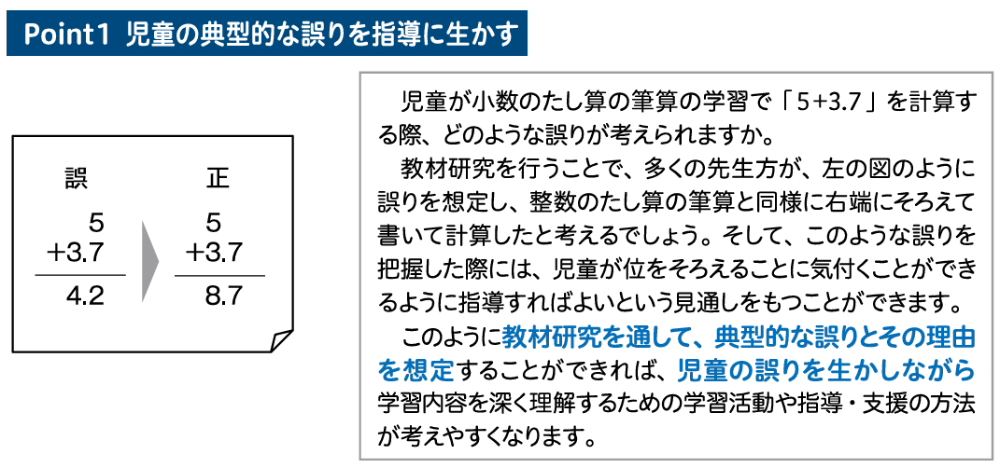 Point1 児童の典型的な誤りを指導に生かす
誤
5
+3.7
4.2
正
5
+3.7
8.7
児童が小数のたし算の筆算の学習で「5+3.7」を計算す
る際、どのような誤りが考えられますか。
教材研究を行うことで、多くの先生方が、左の図のように
誤りを想定し、整数のたし算の筆算と同様に右端にそろえて
書いて計算したと考えるでしょう。そして、このような誤りを
把握した際には、児童が位をそろえることに気付くことができ
るように指導すればよいという見通しをもつことができます。
このように教材研究を通して、典型的な誤りとその理由
を想定することができれば、児童の誤りを生かしながら
学習内容を深く理解するための学習活動や指導・支援の方法
が考えやすくなります。